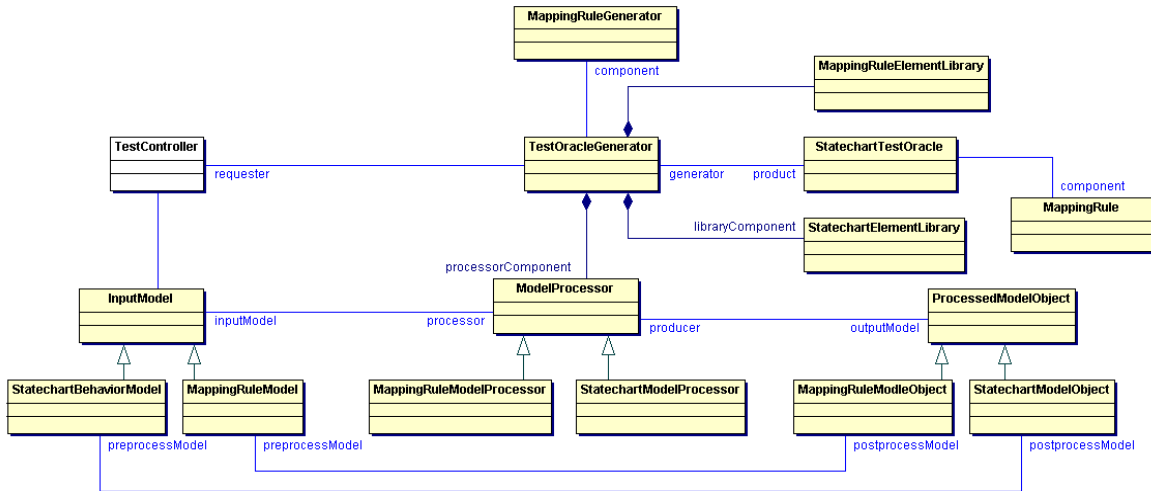 MappingRuleGenerator
component
MappingRuleElementLibrary
TestController
TestOracleGenerator
StatechartTestOracle
requester
generator
product
component
MappingRule
libraryComponent
StatechartElementLibrary
processorComponent
InputModel
ModelProcessor
ProcessedModelObject
inputModel
processor
producer
outputModel
StatechartBehaviorModel
MappingRuleModel
MappingRuleModelProcessor
StatechartModelProcessor
MappingRuleModleObject
StatechartModelObject
preprocessModel
preprocessModel
postprocessModel
postprocessModel